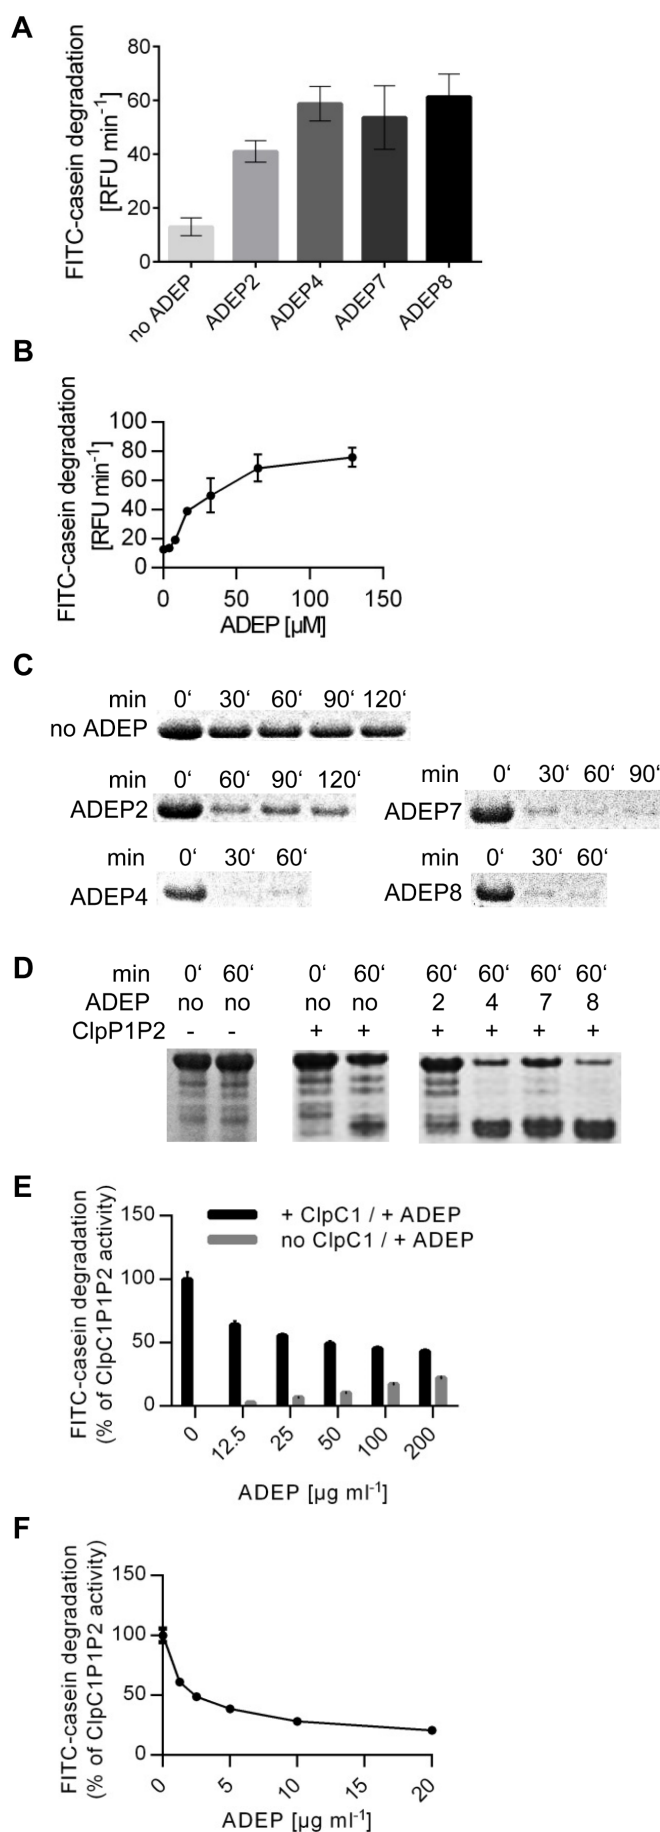 A
FITC-casein degradation
[RFU min-1]
80
60
40
20
0
no ADEP
ADEP2
ADEP4
ADEP7
ADEP8
B
FITC-casein degradation
[RFU min-1]
100
80
60
40
20
0
0 50 100 150
ADEP [µM]
C
min 0‘ 30‘ 60‘ 90‘ 120‘
no ADEP
min 0‘ 60‘ 90‘ 120‘
ADEP2
min 0‘ 30‘ 60‘ 90‘
ADEP7
min 0‘ 30‘ 60‘
ADEP4
min 0‘ 30‘ 60‘
ADEP8
D
min 0‘ 60‘ 0‘ 60‘ 60‘ 60‘ 60‘ 60‘
ADEP no no no no 2 4 7 8
ClpP1P2 - - + + + + + +
E
FITC-casein degradation
(% of ClpC1P1P2 activity)
150
100
50
0
+ ClpC1 / + ADEP
no ClpC1 / + ADEP
0 12.5 25 50 100 200
ADEP [µg ml-1]
F
FITC-casein degradation
(% of ClpC1P1P2 activity)
150
100
50
0
0 5 10 15 20
ADEP [µg ml-1]